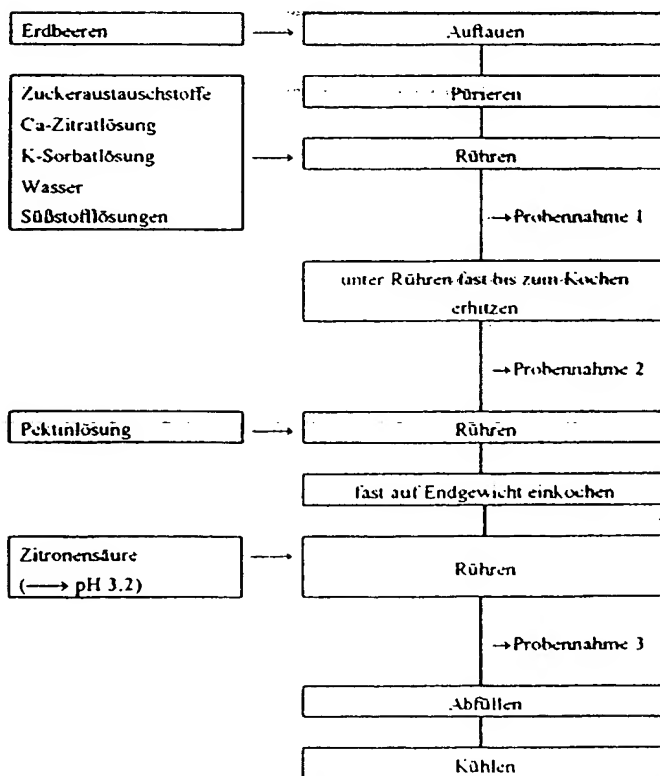 Erdbeeren → Auftauen
Zuckeraustauschstoffe
Ca-Zitratlösung
K-Sorbatlösung
Wasser
Süßstofflösungen
→
Pürieren
Rühren
→ Probennahme 1
unter Rühren fast bis zum Kochen
erhitzen
→ Probennahme 2
Pektinlösung → Rühren
fast auf Endgewicht einkochen
Zitronensäure
(→ pH 3.2)
→
Rühren
→ Probennahme 3
Abfüllen
Kühlen